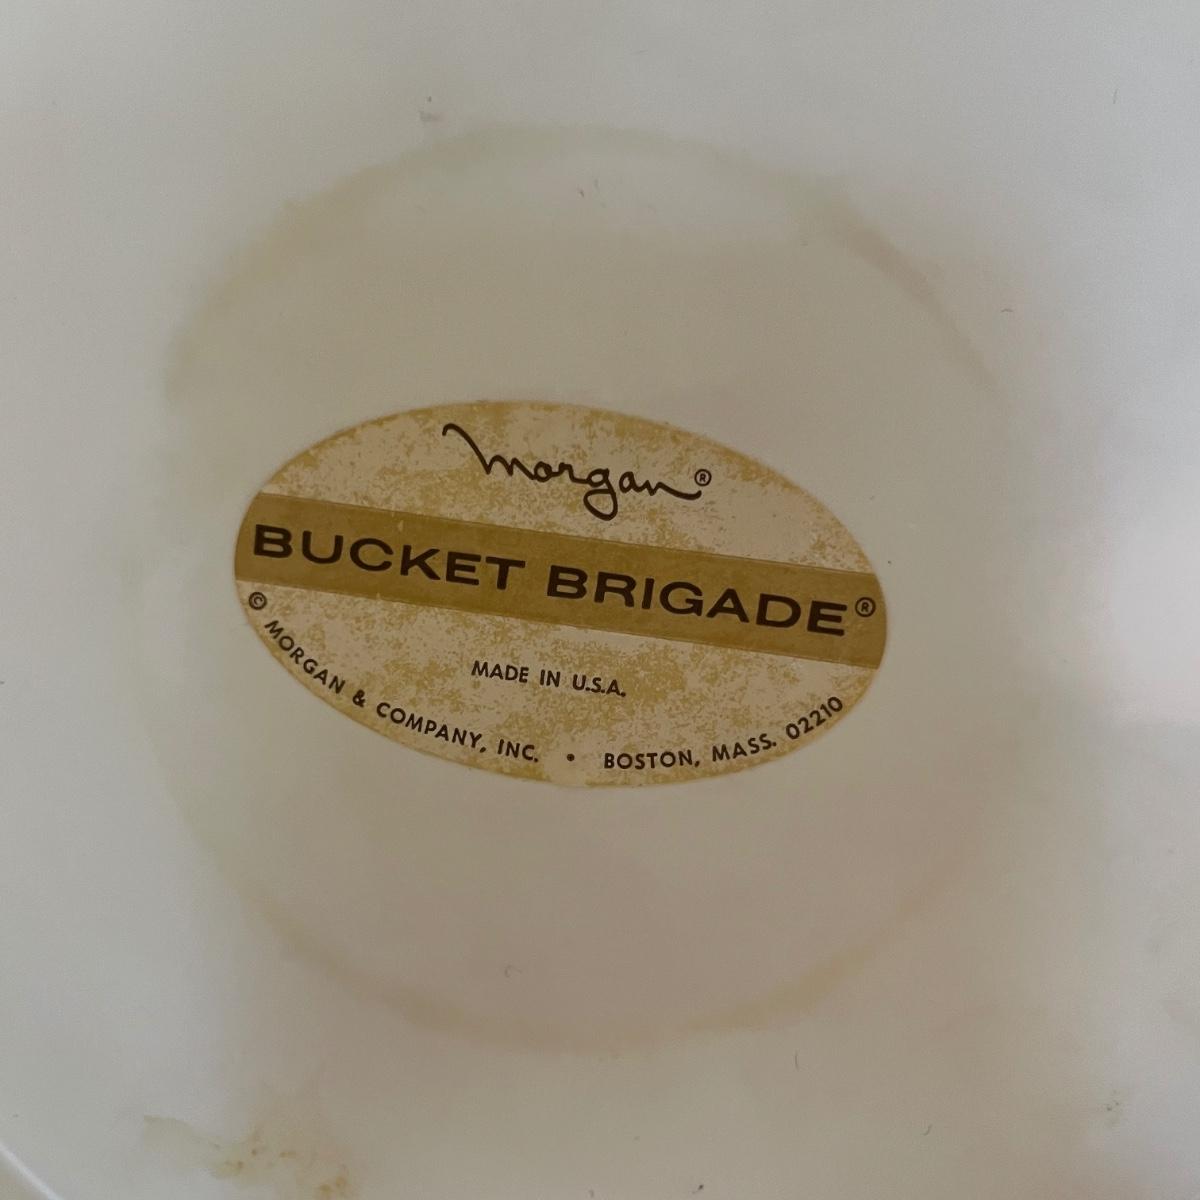 morgan®
BUCKET BRIGADE®
MADE IN U.S.A.
© MORGAN & COMPANY, INC. • BOSTON, MASS. 02210